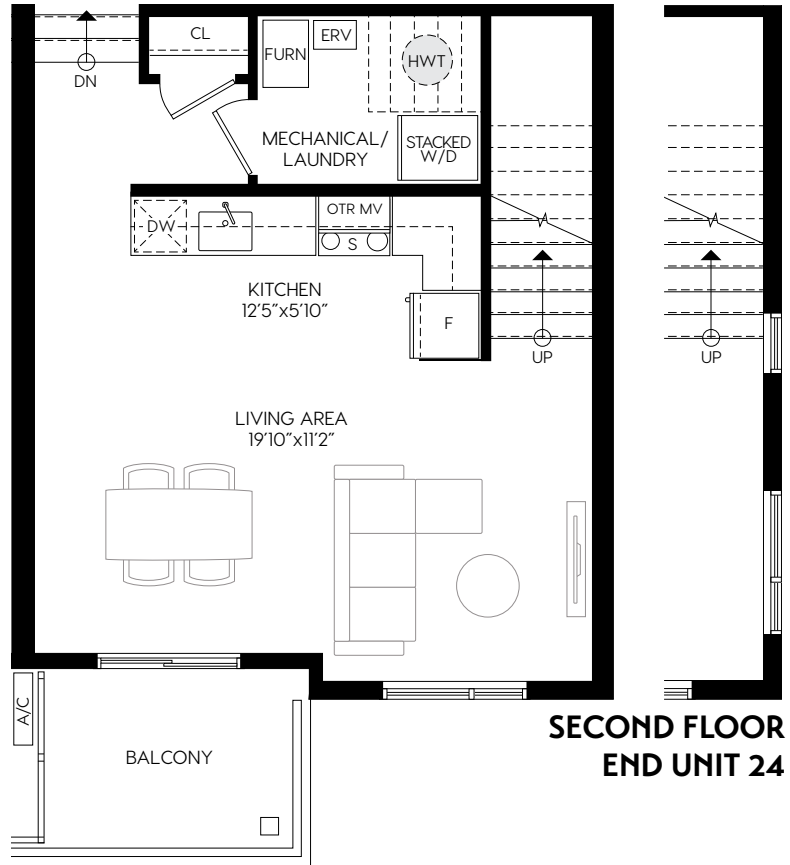 CL
DN
FURN
ERV
HWT
MECHANICAL/
LAUNDRY
STACKED
W/D
DW
OTR MV
S
KITCHEN
12'5"x5'10"
F
UP
UP
LIVING AREA
19'10"x11'2"
A/C
BALCONY
SECOND FLOOR
END UNIT 24